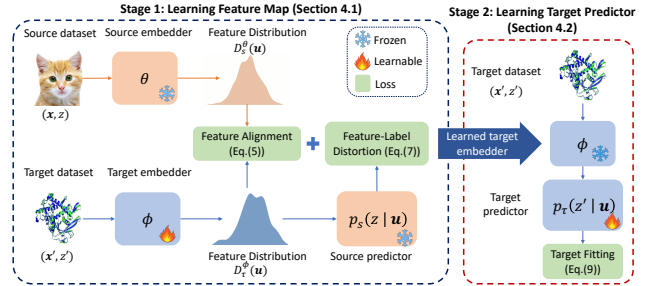 Stage 1: Learning Feature Map (Section 4.1)
Source dataset
Source embedder
Feature Distribution
D_s^θ(u)
θ
(x, z)
Frozen
Learnable
Loss
Feature Alignment
(Eq.(5))
Feature-Label
Distortion (Eq.(7))
Learned target
embedder
Target dataset
Target embedder
ϕ
p_s(z | u)
(x′, z′)
Feature Distribution
D_τ^ϕ(u)
Source predictor
Stage 2: Learning Target Predictor
(Section 4.2)
Target dataset
(x′, z′)
ϕ
Target
predictor
p_τ(z′ | u)
Target Fitting
(Eq.(9))